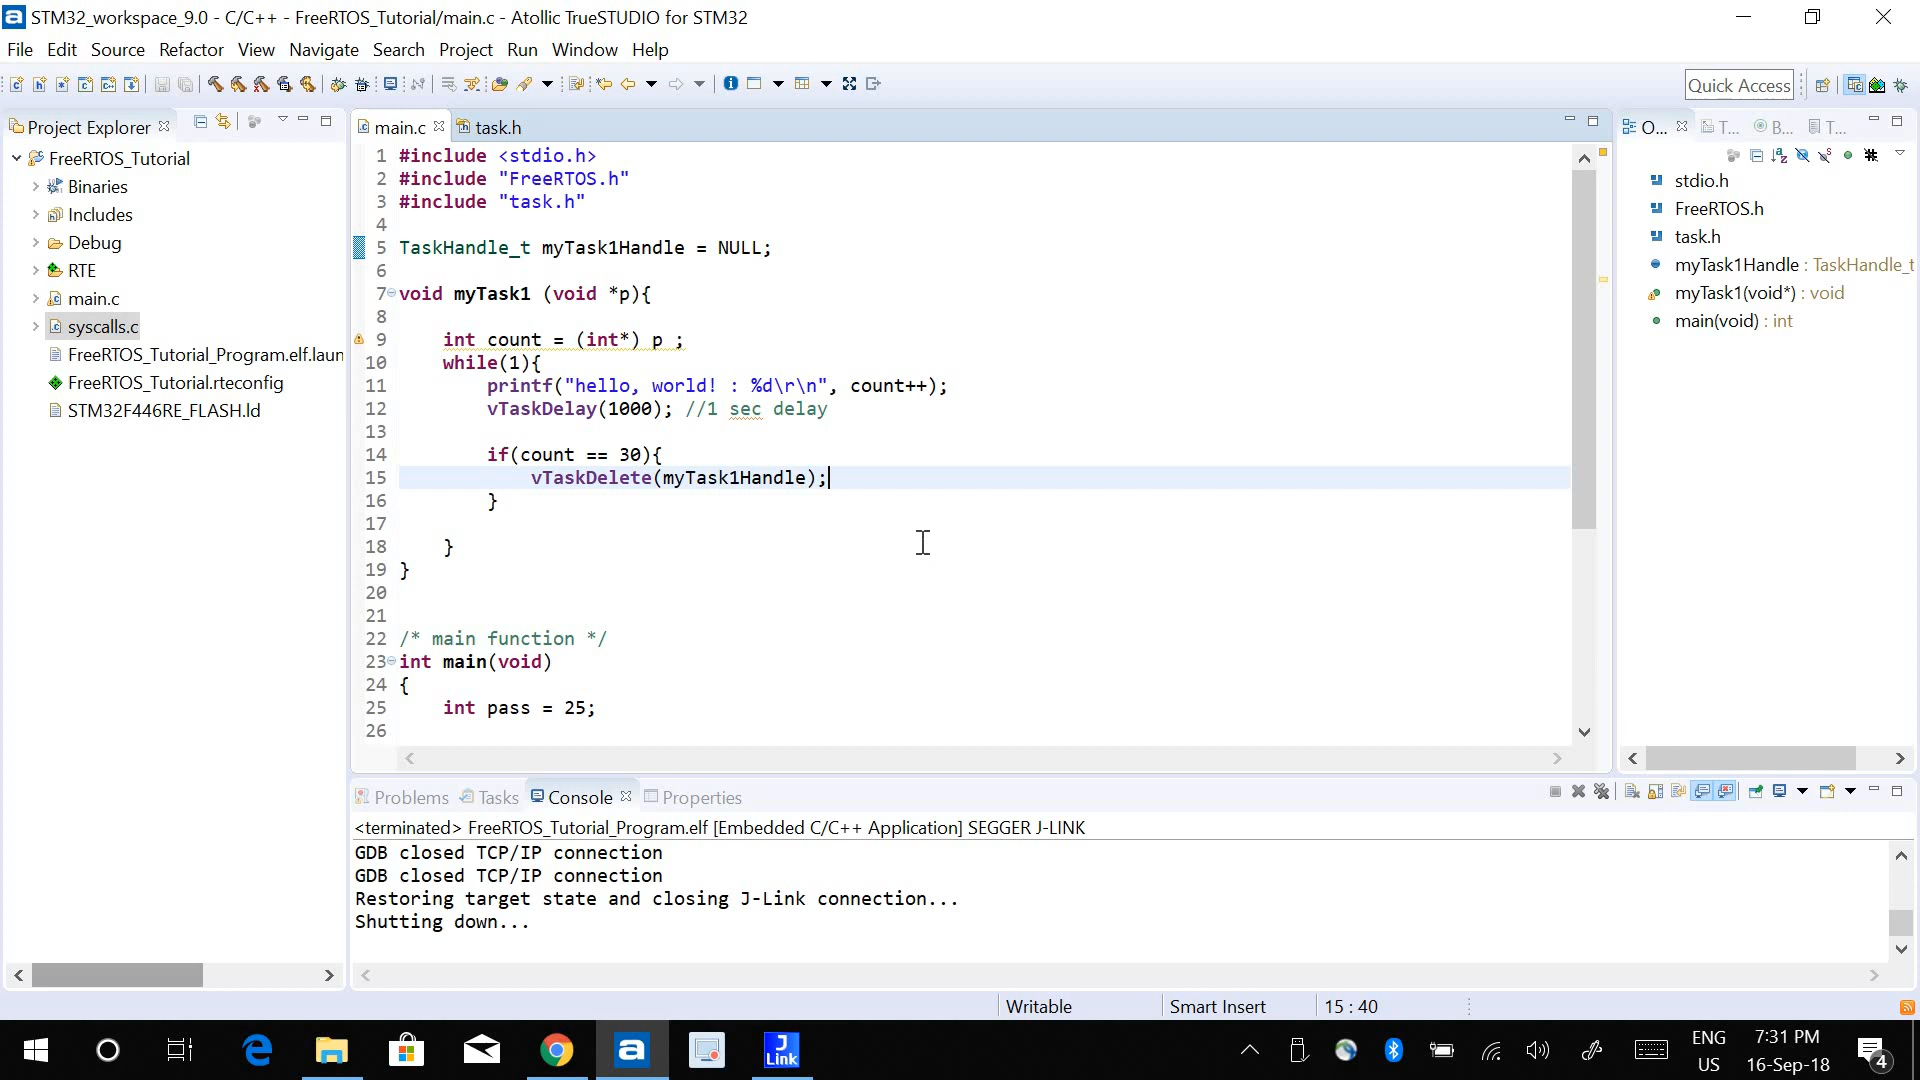 STM32_workspace_9.0 - C/C++ - FreeRTOS_Tutorial/main.c - Atollic TrueSTUDIO for STM32
File Edit Source Refactor View Navigate Search Project Run Window Help
Quick Access
Project Explorer
FreeRTOS_Tutorial
Binaries
Includes
Debug
RTE
main.c
syscalls.c
FreeRTOS_Tutorial_Program.elf.laun
FreeRTOS_Tutorial.rteconfig
STM32F446RE_FLASH.ld
main.c task.h
1 #include <stdio.h>
2 #include "FreeRTOS.h"
3 #include "task.h"
4
5 TaskHandle_t myTask1Handle = NULL;
6
7 void myTask1 (void *p){
8
9 int count = (int*) p ;
10 while(1){
11 printf("hello, world! : %d\r\n", count++);
12 vTaskDelay(1000); //1 sec delay
13
14 if(count == 30){
15 vTaskDelete(myTask1Handle);
16 }
17
18 }
19 }
20
21
22 /* main function */
23 int main(void)
24 {
25 int pass = 25;
26
O... T... B... T...
stdio.h
FreeRTOS.h
task.h
myTask1Handle : TaskHandle_t
myTask1(void*) : void
main(void) : int
Problems Tasks Console Properties
<terminated> FreeRTOS_Tutorial_Program.elf [Embedded C/C++ Application] SEGGER J-LINK
GDB closed TCP/IP connection
GDB closed TCP/IP connection
Restoring target state and closing J-Link connection...
Shutting down...
Writable Smart Insert 15 : 40
J Link
ENG US
7:31 PM
16-Sep-18
4